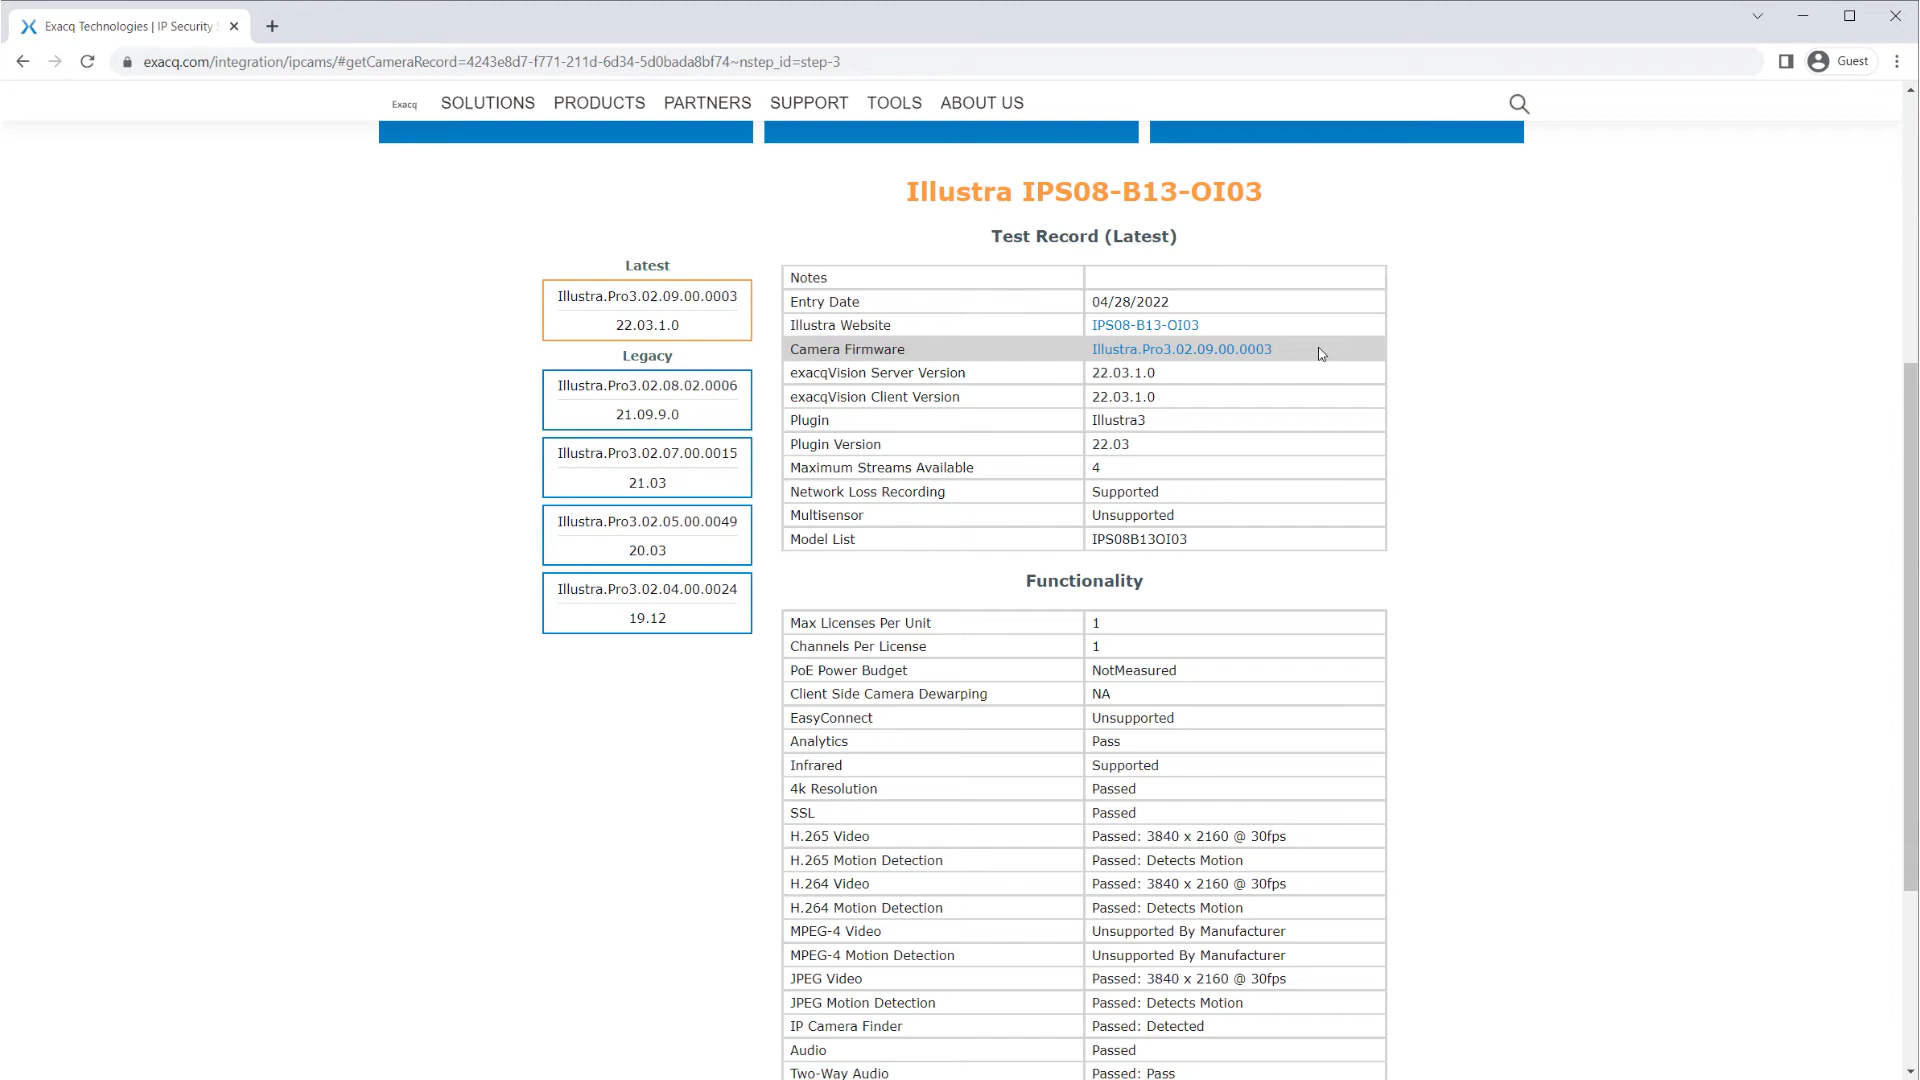 Exacq Technologies | IP Security
exacq.com/integration/ipcams/#getCameraRecord=4243e8d7-f771-211d-6d34-5d0bada8bf74~nstep_id=step-3
Guest
Exacq SOLUTIONS PRODUCTS PARTNERS SUPPORT TOOLS ABOUT US
Illustra IPS08-B13-OI03
Test Record (Latest)
Latest
Illustra.Pro3.02.09.00.0003
22.03.1.0
Legacy
Illustra.Pro3.02.08.02.0006
21.09.9.0
Illustra.Pro3.02.07.00.0015
21.03
Illustra.Pro3.02.05.00.0049
20.03
Illustra.Pro3.02.04.00.0024
19.12
Notes
Entry Date 04/28/2022
Illustra Website IPS08-B13-OI03
Camera Firmware Illustra.Pro3.02.09.00.0003
exacqVision Server Version 22.03.1.0
exacqVision Client Version 22.03.1.0
Plugin Illustra3
Plugin Version 22.03
Maximum Streams Available 4
Network Loss Recording Supported
Multisensor Unsupported
Model List IPS08B13OI03
Functionality
Max Licenses Per Unit 1
Channels Per License 1
PoE Power Budget NotMeasured
Client Side Camera Dewarping NA
EasyConnect Unsupported
Analytics Pass
Infrared Supported
4k Resolution Passed
SSL Passed
H.265 Video Passed: 3840 x 2160 @ 30fps
H.265 Motion Detection Passed: Detects Motion
H.264 Video Passed: 3840 x 2160 @ 30fps
H.264 Motion Detection Passed: Detects Motion
MPEG-4 Video Unsupported By Manufacturer
MPEG-4 Motion Detection Unsupported By Manufacturer
JPEG Video Passed: 3840 x 2160 @ 30fps
JPEG Motion Detection Passed: Detects Motion
IP Camera Finder Passed: Detected
Audio Passed
Two-Way Audio Passed: Pass